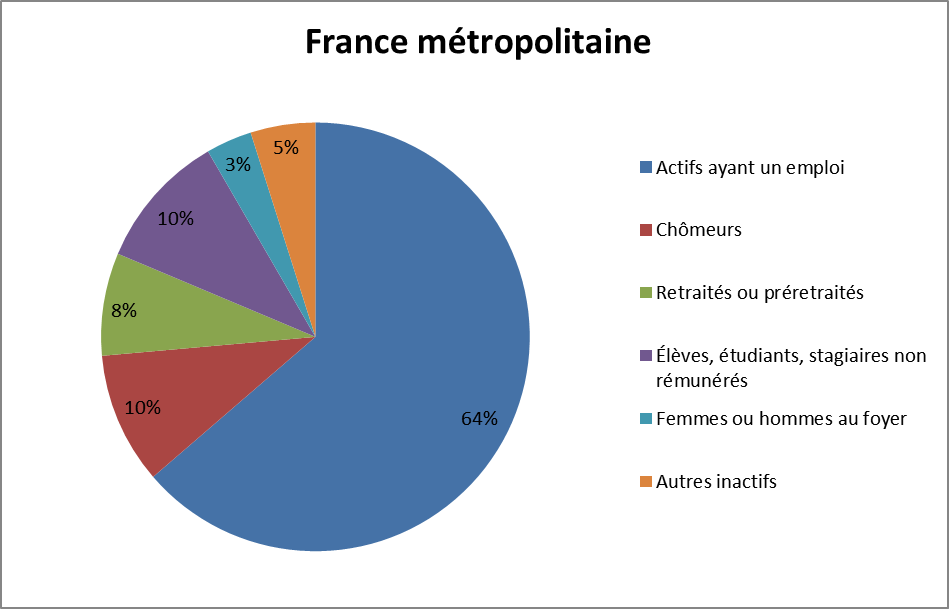 France métropolitaine
5%
3%
10%
8%
10%
64%
Actifs ayant un emploi
Chômeurs
Retraités ou préretraités
Élèves, étudiants, stagiaires non
rémunérés
Femmes ou hommes au foyer
Autres inactifs